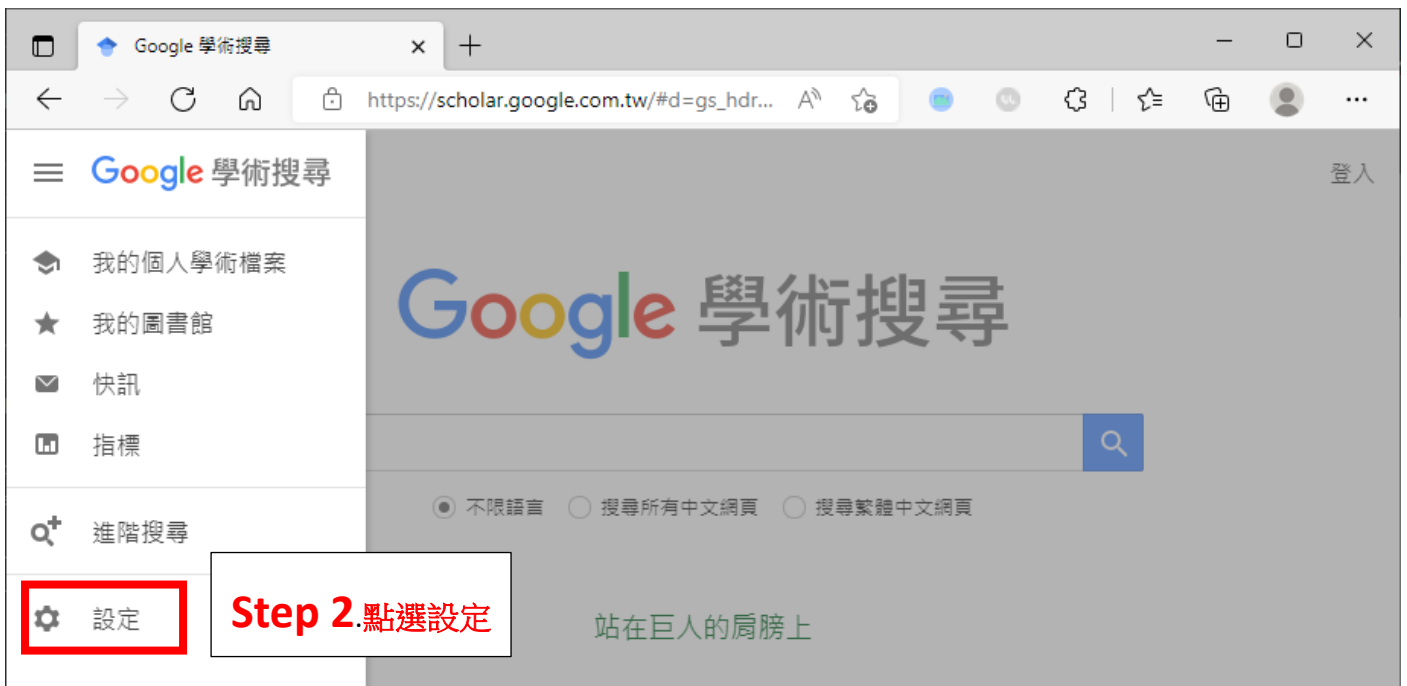 Google 學術搜尋
https://scholar.google.com.tw/#d=gs_hdr...
Google 學術搜尋
登入
我的個人學術檔案
我的圖書館
快訊
指標
進階搜尋
設定
Step 2.點選設定
Google 學術搜尋
不限語言 搜尋所有中文網頁 搜尋繁體中文網頁
站在巨人的肩膀上